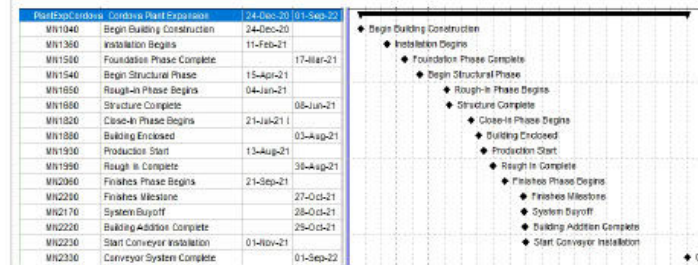 PlantExpCordova Cordova Plant Expansion 24-Dec-20 01-Sep-22
MN1040 Begin Building Construction 24-Dec-20 Begin Building Construction
MN1360 Installation Begins 11-Feb-21 Installation Begins
MN1500 Foundation Phase Complete 17-Mar-21 Foundation Phase Complete
MN1540 Begin Structural Phase 15-Apr-21 Begin Structural Phase
MN1650 Rough-in Phase Begins 04-Jun-21 Rough-in Phase Begins
MN1680 Structure Complete 08-Jun-21 Structure Complete
MN1820 Close-in Phase Begins 21-Jul-21 Close-in Phase Begins
MN1880 Building Enclosed 03-Aug-21 Building Enclosed
MN1930 Production Start 13-Aug-21 Production Start
MN1990 Rough In Complete 30-Aug-21 Rough In Complete
MN2060 Finishes Phase Begins 21-Sep-21 Finishes Phase Begins
MN2200 Finishes Milestone 27-Oct-21 Finishes Milestone
MN2170 System Buyoff 28-Oct-21 System Buyoff
MN2220 Building Addition Complete 29-Oct-21 Building Addition Complete
MN2230 Start Conveyor Installation 01-Nov-21 Start Conveyor Installation
MN2330 Conveyor System Complete 01-Sep-22